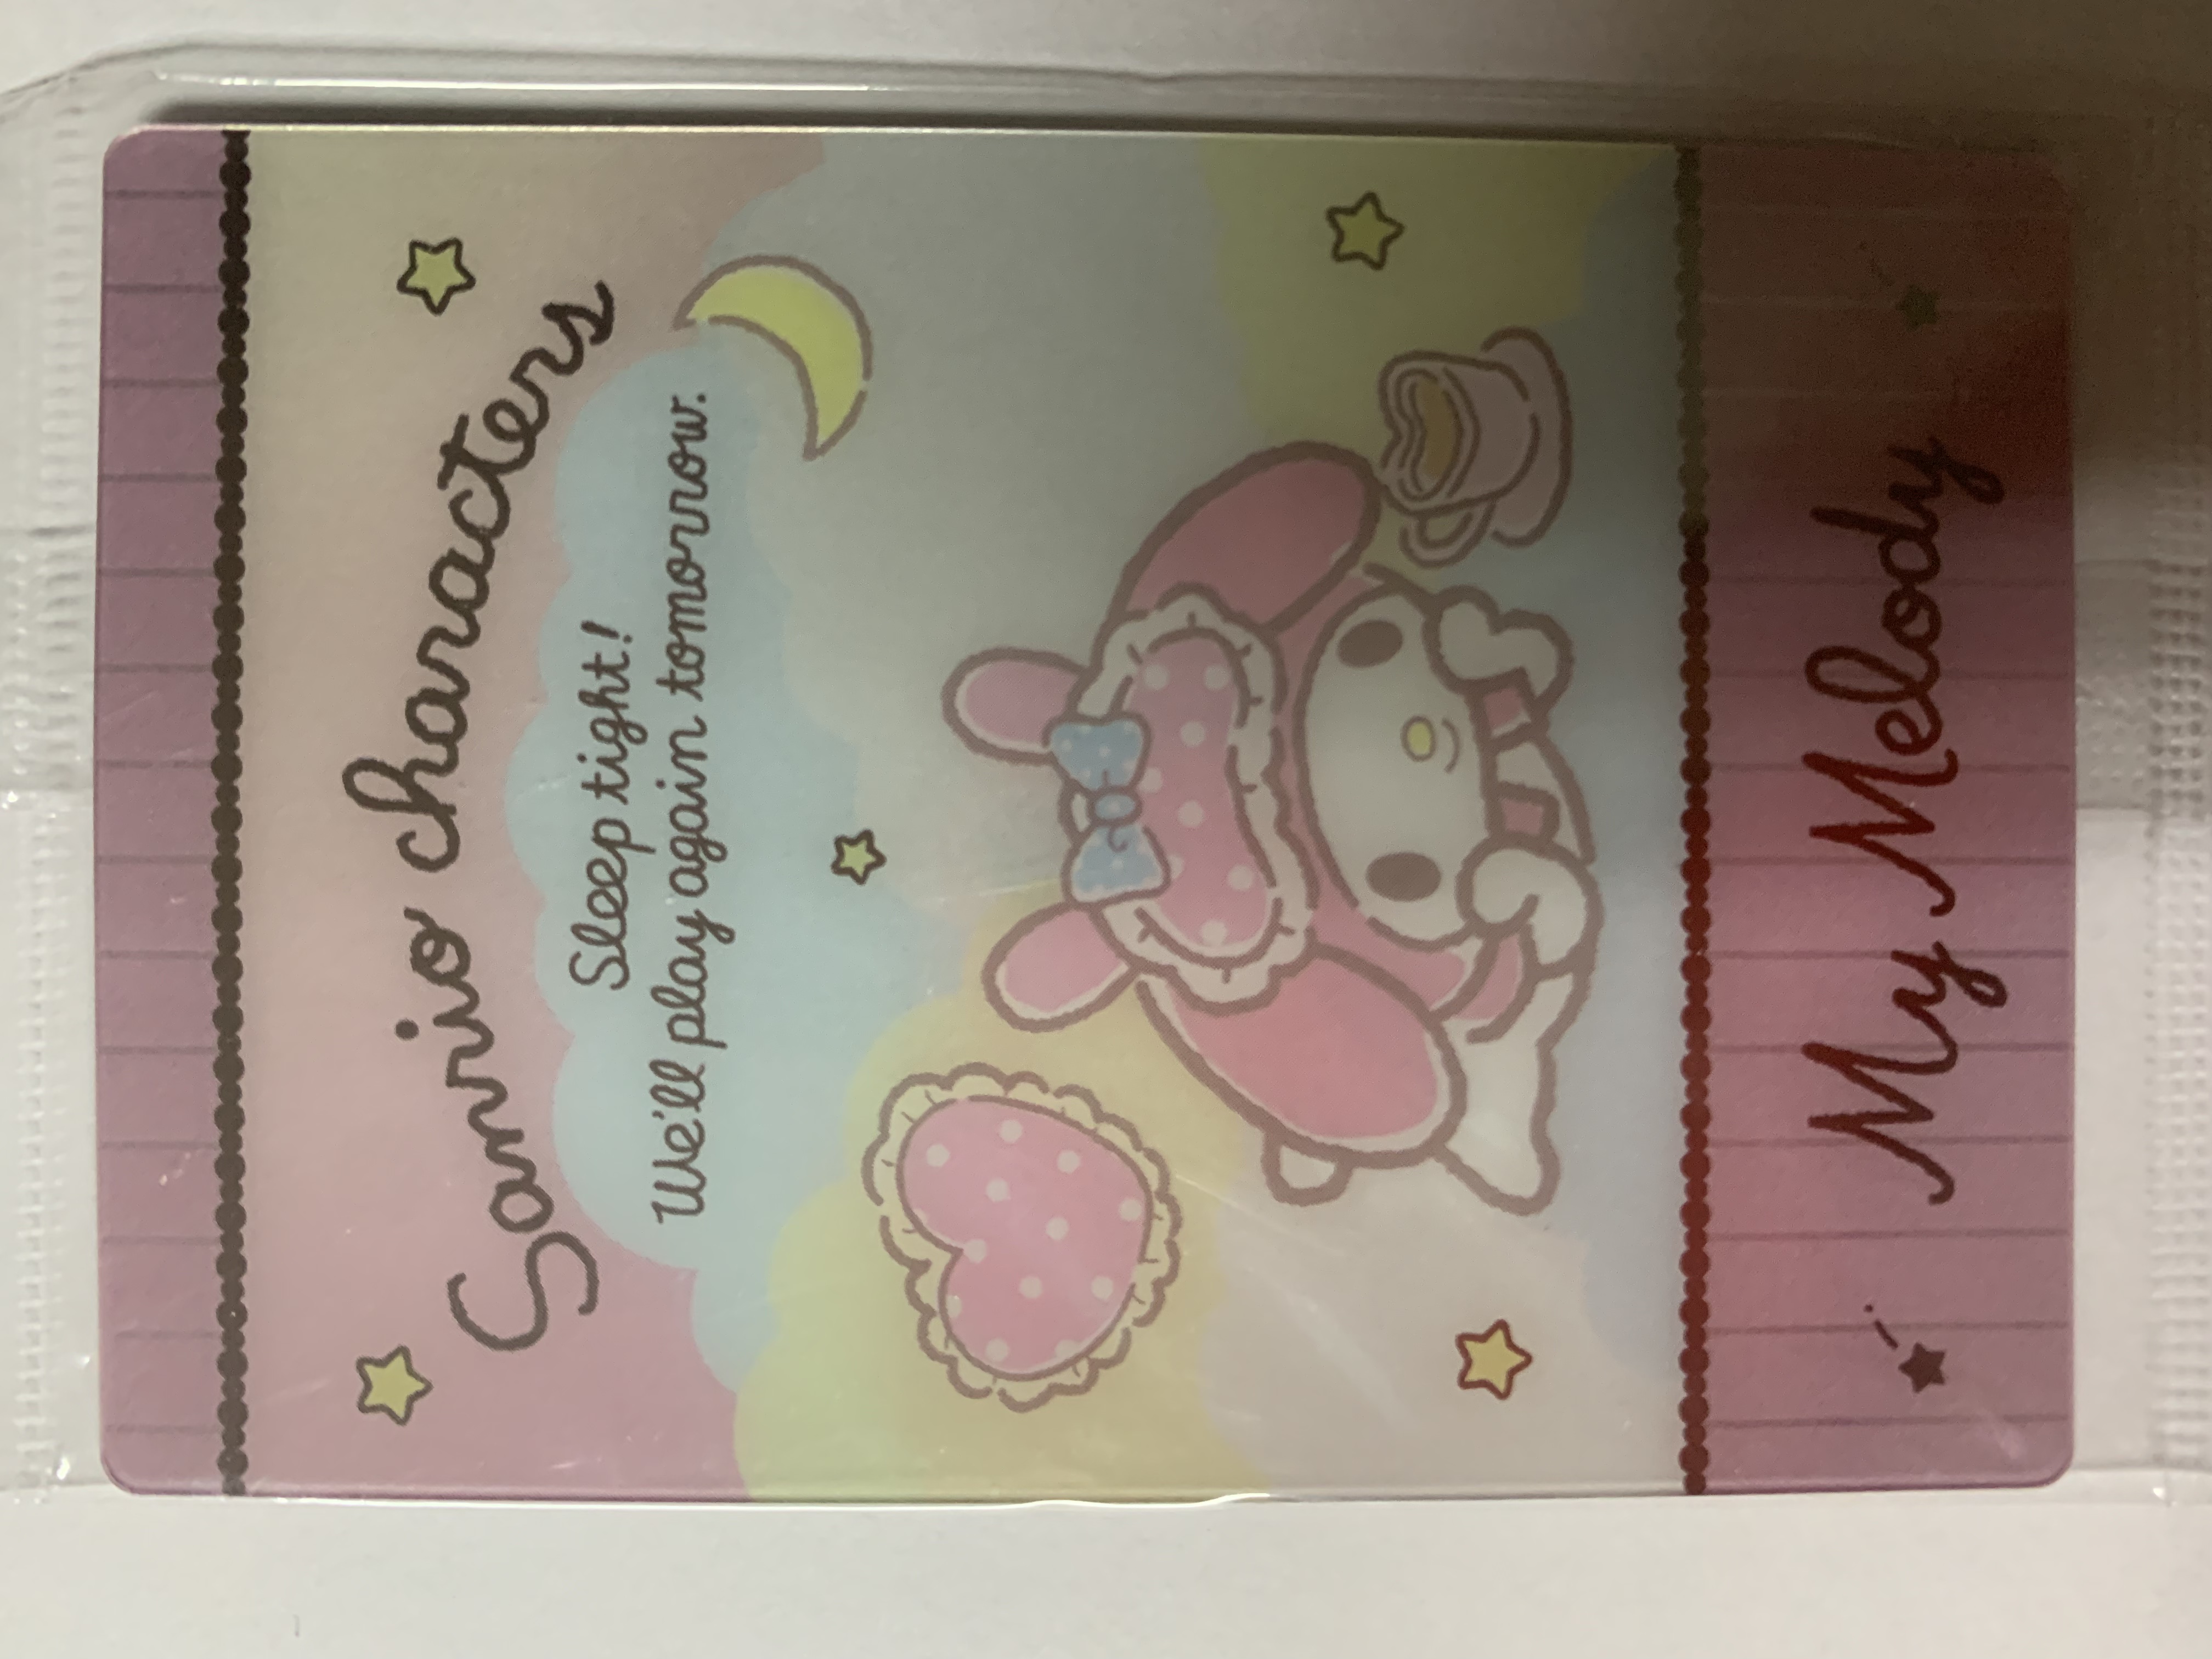 Sanrio characters
Sleep tight!
We'll play again tomorrow.
My Melody